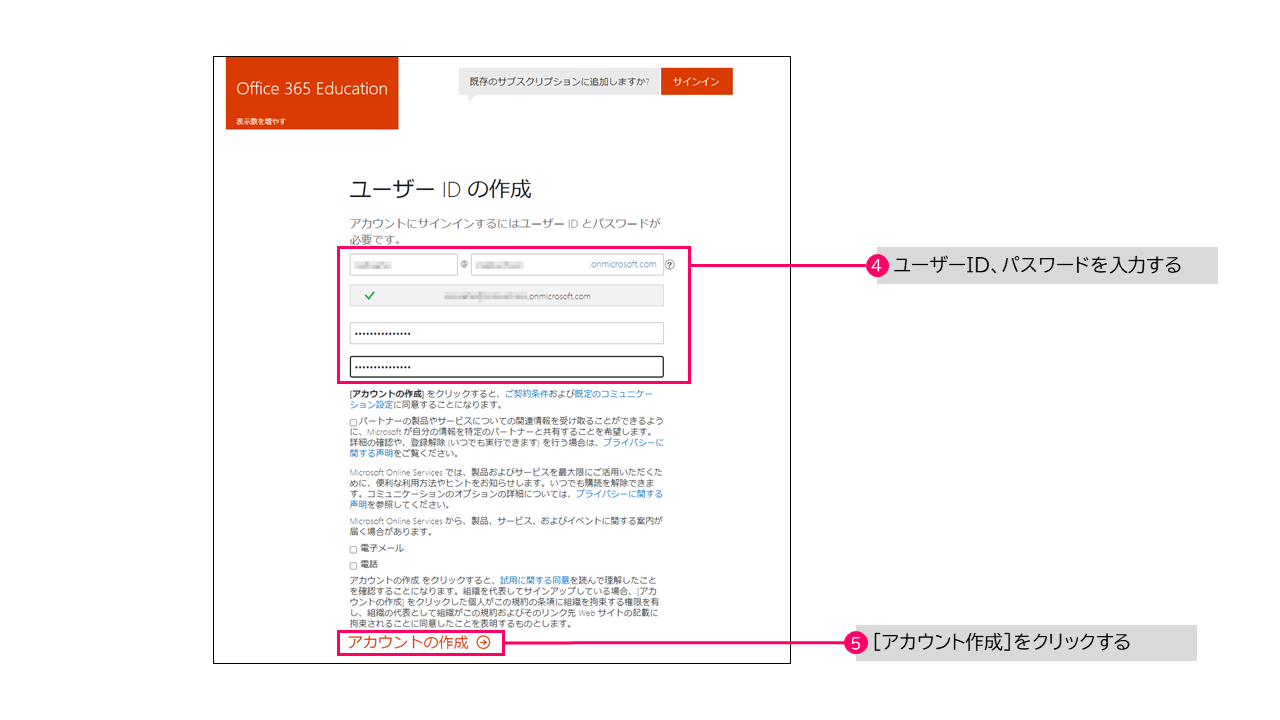 Office 365 Education
既存のサブスクリプションに追加しますか?
サインイン
表示数を増やす
ユーザー ID の作成
アカウントにサインインするにはユーザー ID とパスワードが
必要です。
@
.onmicrosoft.com
?
④ ユーザーID、パスワードを入力する
.onmicrosoft.com
[アカウントの作成] をクリックすると、ご契約条件および既定のコミュニケー
ション設定に同意することになります。
パートナーの製品やサービスについての関連情報を受け取ることができるよう
に、Microsoft が自分の情報を特定のパートナーと共有することを希望します。
詳細の確認や、登録解除 (いつでも実行できます) を行う場合は、プライバシーに
関する声明をご覧ください。
Microsoft Online Services では、製品およびサービスを最大限にご活用いただくた
めに、便利な利用方法やヒントをお知らせします。いつでも購読を解除できま
す。コミュニケーションのオプションの詳細については、プライバシーに関する
声明を参照してください。
Microsoft Online Services から、製品、サービス、およびイベントに関する案内が
届く場合があります。
電子メール
電話
アカウントの作成 をクリックすると、試用に関する同意を読んで理解したこと
を確認することになります。組織を代表してサインアップしている場合、[アカ
ウントの作成] をクリックした個人がこの規約の条項に組織を拘束する権限を有
し、組織の代表として組織がこの規約およびそのリンク先 Web サイトの記載に
拘束されることに同意したことを表明するものとします。
アカウントの作成
⑤ [アカウント作成]をクリックする